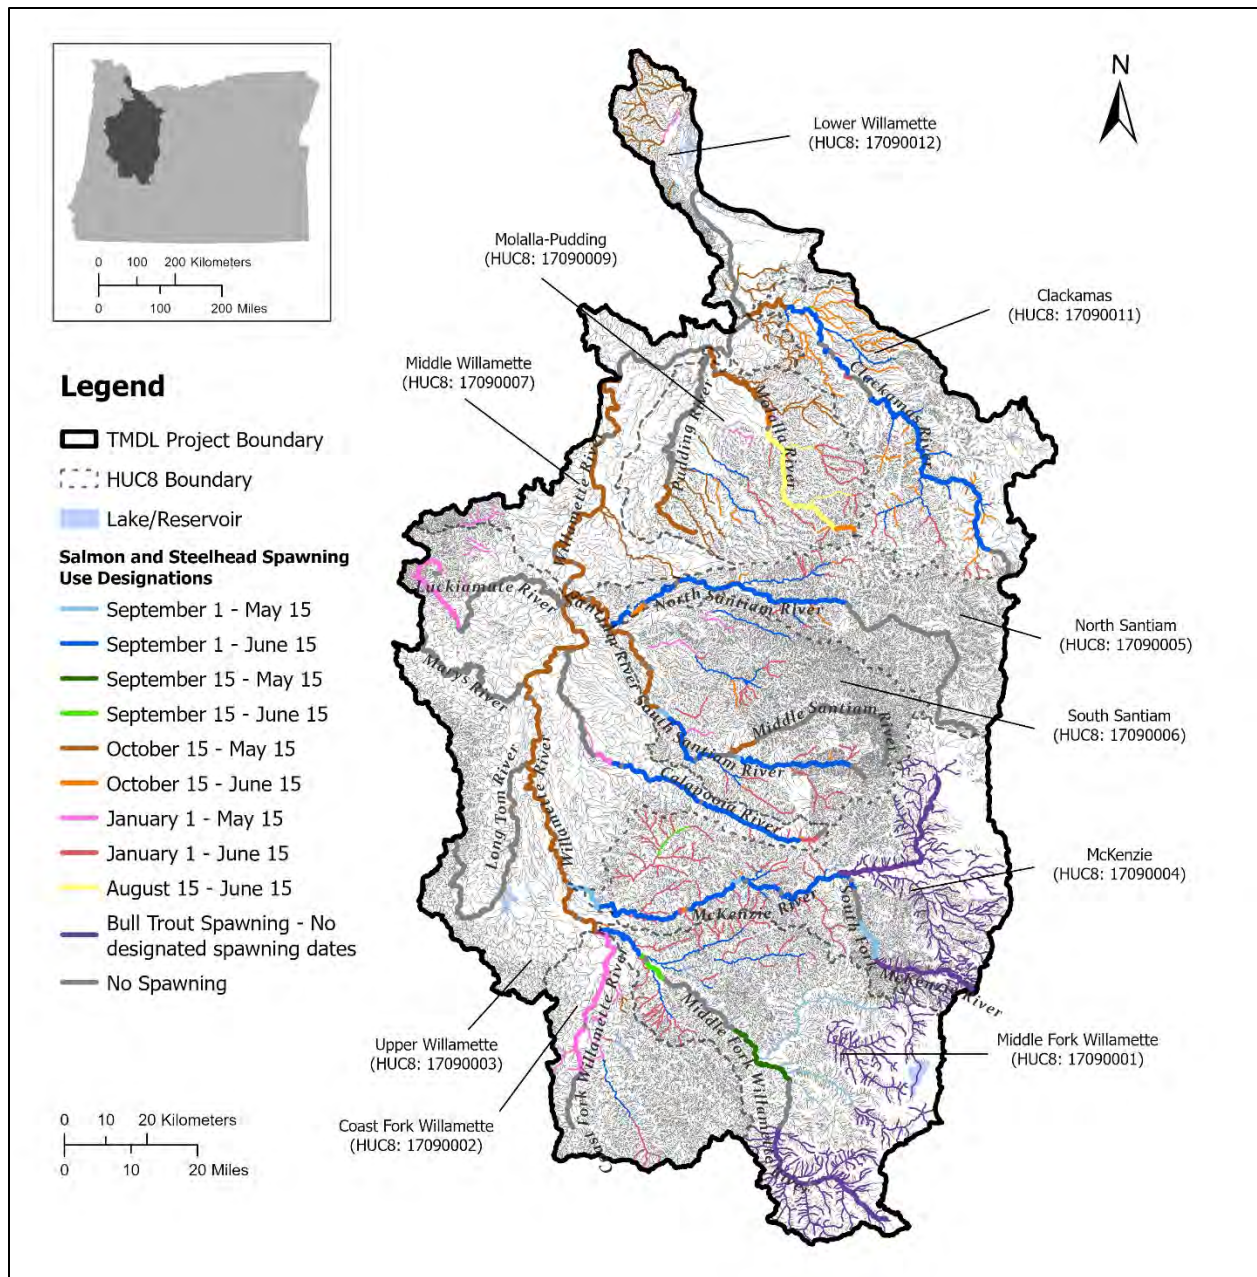 N
0 100 200 Kilometers
0 100 200 Miles
Lower Willamette
(HUC8: 17090012)
Molalla-Pudding
(HUC8: 17090009)
Clackamas
(HUC8: 17090011)
Middle Willamette
(HUC8: 17090007)
Legend
TMDL Project Boundary
HUC8 Boundary
Lake/Reservoir
Salmon and Steelhead Spawning
Use Designations
September 1 - May 15
September 1 - June 15
September 15 - May 15
September 15 - June 15
October 15 - May 15
October 15 - June 15
January 1 - May 15
January 1 - June 15
August 15 - June 15
Bull Trout Spawning - No
designated spawning dates
No Spawning
Clackamas River
Molalla River
Pudding River
Willamette River
Luckiamute River
Santiam River
North Santiam River
North Santiam
(HUC8: 17090005)
Marys River
South Santiam River
Middle Santiam River
South Santiam
(HUC8: 17090006)
Calapooia River
Long Tom River
Willamette River
McKenzie
(HUC8: 17090004)
McKenzie River
South Fork McKenzie River
Middle Fork Willamette
(HUC8: 17090001)
Middle Fork Willamette River
Coast Fork Willamette River
Upper Willamette
(HUC8: 17090003)
Coast Fork Willamette
(HUC8: 17090002)
0 10 20 Kilometers
0 10 20 Miles